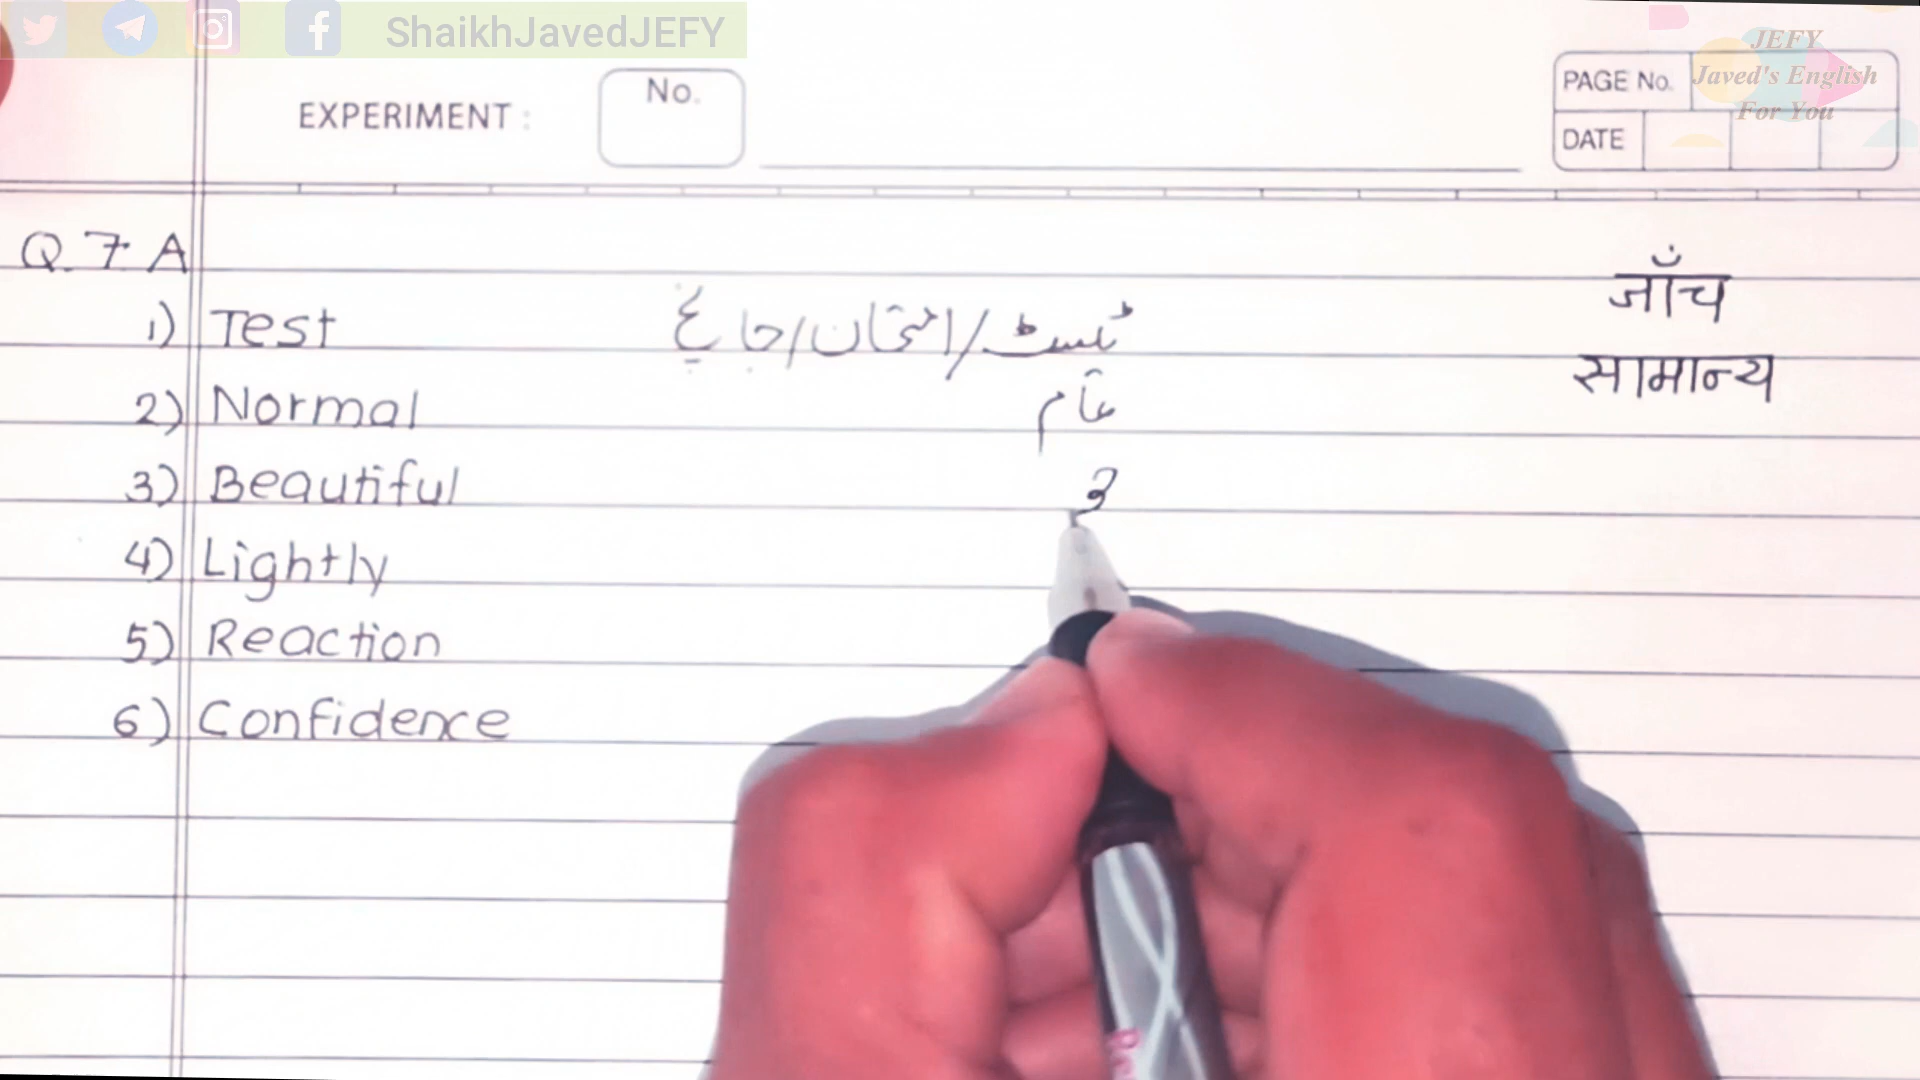 ShaikhJavedJEFY
JEFY
Javed's English
For You
EXPERIMENT :
No.
PAGE No.
DATE
Q.7 A
1) Test ٹسٹ/امتحان/جانچ जाँच
2) Normal عام सामान्य
3) Beautiful
4) Lightly
5) Reaction
6) Confidence